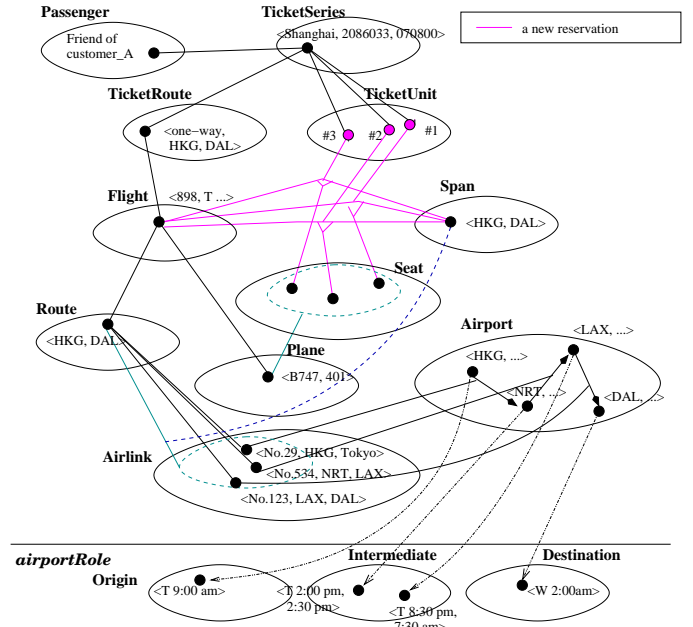 Passenger
TicketSeries
a new reservation
Friend of
customer_A
<Shanghai, 2086033, 070800>
TicketRoute
TicketUnit
<one-way,
HKG, DAL>
#3
#2
#1
Flight
<898, T ...>
Span
<HKG, DAL>
Seat
Route
<HKG, DAL>
Plane
<B747, 401>
Airport
<HKG, ...>
<LAX, ...>
<NRT, ...>
<DAL, ...>
Airlink
<No.29, HKG, Tokyo>
<No.534, NRT, LAX>
<No.123, LAX, DAL>
airportRole
Origin
Intermediate
Destination
<T 9:00 am>
<T 2:00 pm,
2:30 pm>
<T 8:30 pm,
7:30 am>
<W 2:00am>